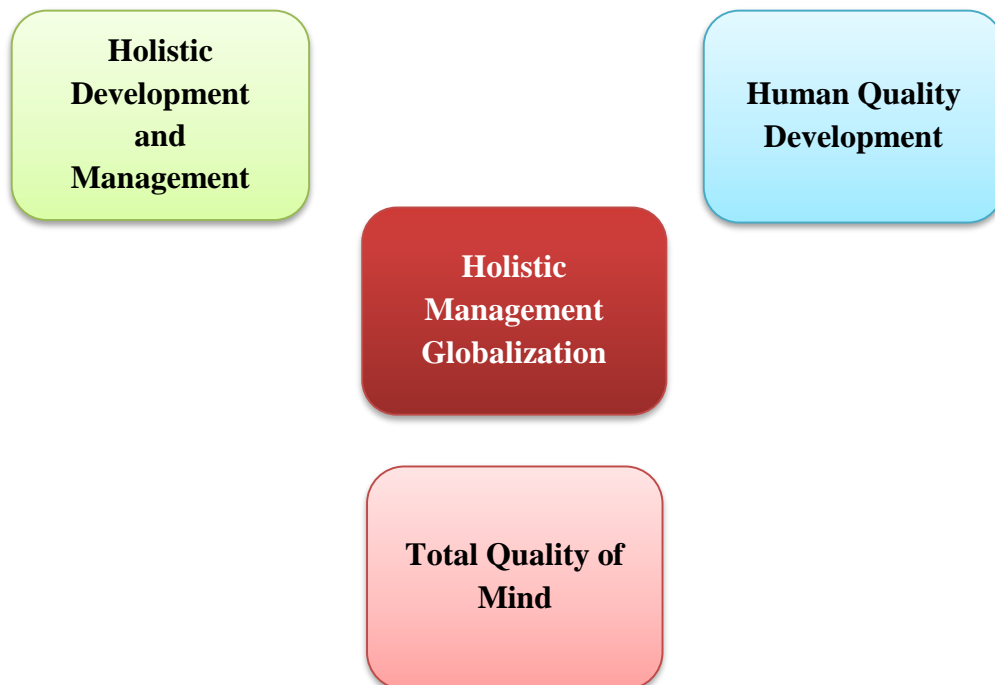 Holistic
Development
and
Management
Human Quality
Development
Holistic
Management
Globalization
Total Quality of
Mind